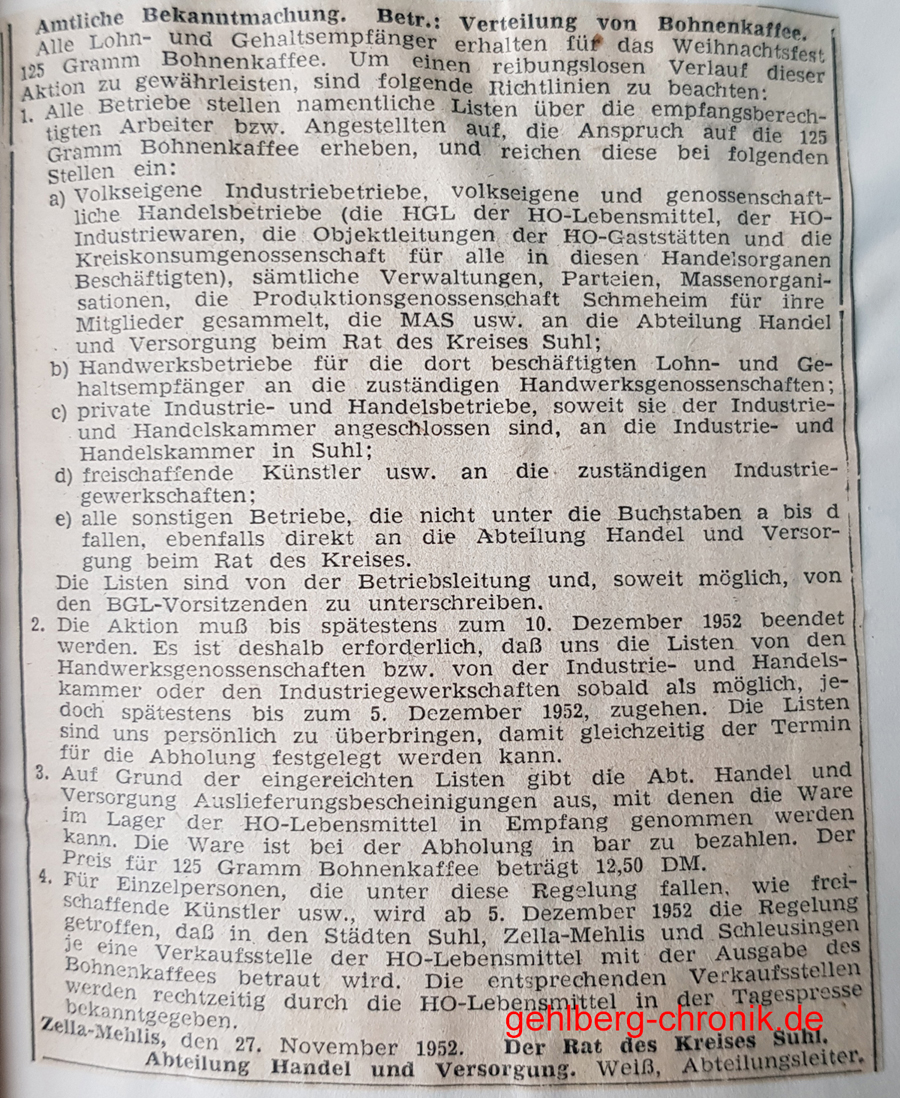 Amtliche Bekanntmachung. Betr.: Verteilung von Bohnenkaffee.
Alle Lohn- und Gehaltsempfänger erhalten für das Weihnachtsfest
125 Gramm Bohnenkaffee. Um einen reibungslosen Verlauf dieser
Aktion zu gewährleisten, sind folgende Richtlinien zu beachten:
1. Alle Betriebe stellen namentliche Listen über die empfangsberech-
tigten Arbeiter bzw. Angestellten auf, die Anspruch auf die 125
Gramm Bohnenkaffee erheben, und reichen diese bei folgenden
Stellen ein:
a) Volkseigene Industriebetriebe, volkseigene und genossenschaft-
liche Handelsbetriebe (die HGL der HO-Lebensmittel, der HO-
Industriewaren, die Objektleitungen der HO-Gaststätten und die
Kreiskonsumgenossenschaft für alle in diesen Handelsorganen
Beschäftigten), sämtliche Verwaltungen, Parteien, Massenorgani-
sationen, die Produktionsgenossenschaft Schmeheim für ihre
Mitglieder gesammelt, die MAS usw. an die Abteilung Handel
und Versorgung beim Rat des Kreises Suhl;
b) Handwerksbetriebe für die dort beschäftigten Lohn- und Ge-
haltsempfänger an die zuständigen Handwerksgenossenschaften;
c) private Industrie- und Handelsbetriebe, soweit sie der Industrie-
und Handelskammer angeschlossen sind, an die Industrie- und
Handelskammer in Suhl;
d) freischaffende Künstler usw. an die zuständigen Industrie-
gewerkschaften;
e) alle sonstigen Betriebe, die nicht unter die Buchstaben a bis d
fallen, ebenfalls direkt an die Abteilung Handel und Versor-
gung beim Rat des Kreises.
Die Listen sind von der Betriebsleitung und, soweit möglich, von
den BGL-Vorsitzenden zu unterschreiben.
2. Die Aktion muß bis spätestens zum 10. Dezember 1952 beendet
werden. Es ist deshalb erforderlich, daß uns die Listen von den
Handwerksgenossenschaften bzw. von der Industrie- und Handels-
kammer oder den Industriegewerkschaften sobald als möglich, je-
doch spätestens bis zum 5. Dezember 1952, zugehen. Die Listen
sind uns persönlich zu überbringen, damit gleichzeitig der Termin
für die Abholung festgelegt werden kann.
3. Auf Grund der eingereichten Listen gibt die Abt. Handel und
Versorgung Auslieferungsbescheinigungen aus, mit denen die Ware
im Lager der HO-Lebensmittel in Empfang genommen werden
kann. Die Ware ist bei der Abholung in bar zu bezahlen. Der
Preis für 125 Gramm Bohnenkaffee beträgt 12,50 DM.
4. Für Einzelpersonen, die unter diese Regelung fallen, wie frei-
schaffende Künstler usw., wird ab 5. Dezember 1952 die Regelung
getroffen, daß in den Städten Suhl, Zella-Mehlis und Schleusingen
je eine Verkaufsstelle der HO-Lebensmittel mit der Ausgabe des
Bohnenkaffees betraut wird. Die entsprechenden Verkaufsstellen
werden rechtzeitig durch die HO-Lebensmittel in der Tagespresse
bekanntgegeben.
gehlberg-chronik.de
Zella-Mehlis, den 27. November 1952. Der Rat des Kreises Suhl.
Abteilung Handel und Versorgung. Weiß, Abteilungsleiter.